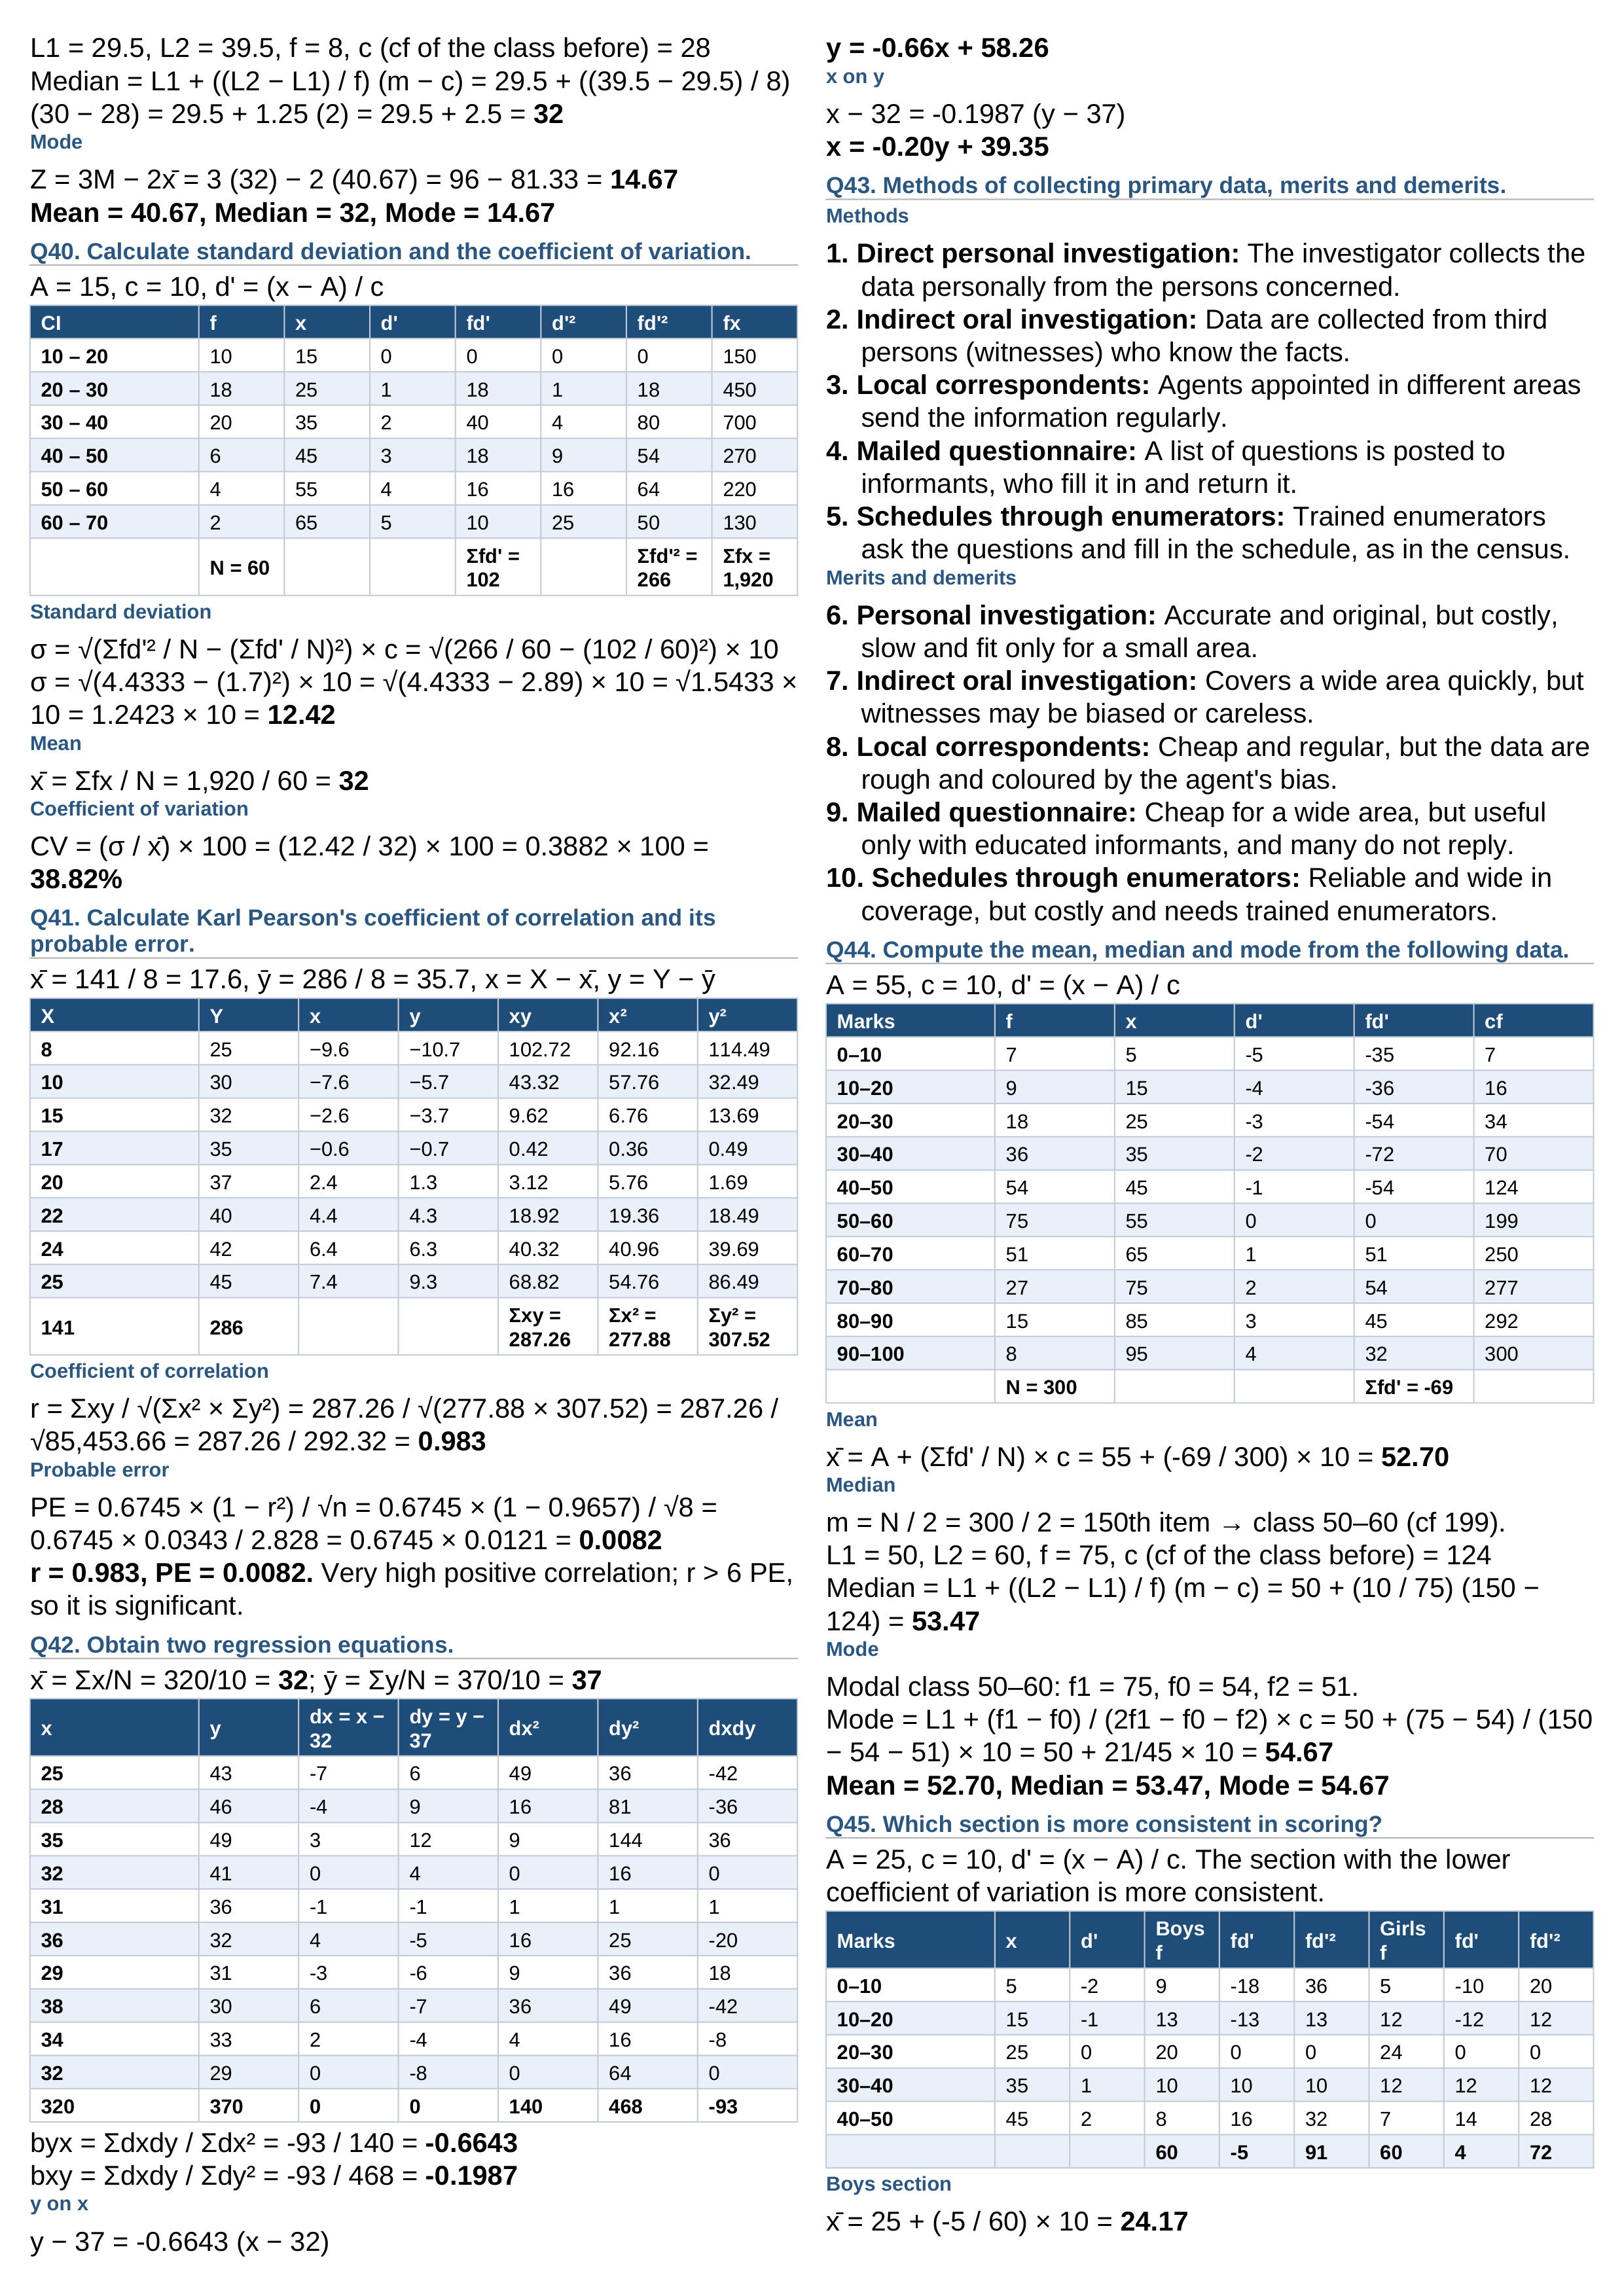 L1 = 29.5, L2 = 39.5, f = 8, c (cf of the class before) = 28
Median = L1 + ((L2 − L1) / f) (m − c) = 29.5 + ((39.5 − 29.5) / 8)
(30 − 28) = 29.5 + 1.25 (2) = 29.5 + 2.5 = 32
Mode
Z = 3M − 2x̄ = 3 (32) − 2 (40.67) = 96 − 81.33 = 14.67
Mean = 40.67, Median = 32, Mode = 14.67
Q40. Calculate standard deviation and the coefficient of variation.
A = 15, c = 10, d' = (x − A) / c
CI f x d' fd' d'² fd'² fx
10 – 20 10 15 0 0 0 0 150
20 – 30 18 25 1 18 1 18 450
30 – 40 20 35 2 40 4 80 700
40 – 50 6 45 3 18 9 54 270
50 – 60 4 55 4 16 16 64 220
60 – 70 2 65 5 10 25 50 130
N = 60 Σfd' = 102 Σfd'² = 266 Σfx = 1,920
Standard deviation
σ = √(Σfd'² / N − (Σfd' / N)²) × c = √(266 / 60 − (102 / 60)²) × 10
σ = √(4.4333 − (1.7)²) × 10 = √(4.4333 − 2.89) × 10 = √1.5433 ×
10 = 1.2423 × 10 = 12.42
Mean
x̄ = Σfx / N = 1,920 / 60 = 32
Coefficient of variation
CV = (σ / x̄) × 100 = (12.42 / 32) × 100 = 0.3882 × 100 =
38.82%
Q41. Calculate Karl Pearson's coefficient of correlation and its
probable error.
x̄ = 141 / 8 = 17.6, ȳ = 286 / 8 = 35.7, x = X − x̄, y = Y − ȳ
X Y x y xy x² y²
8 25 −9.6 −10.7 102.72 92.16 114.49
10 30 −7.6 −5.7 43.32 57.76 32.49
15 32 −2.6 −3.7 9.62 6.76 13.69
17 35 −0.6 −0.7 0.42 0.36 0.49
20 37 2.4 1.3 3.12 5.76 1.69
22 40 4.4 4.3 18.92 19.36 18.49
24 42 6.4 6.3 40.32 40.96 39.69
25 45 7.4 9.3 68.82 54.76 86.49
141 286 Σxy = 287.26 Σx² = 277.88 Σy² = 307.52
Coefficient of correlation
r = Σxy / √(Σx² × Σy²) = 287.26 / √(277.88 × 307.52) = 287.26 /
√85,453.66 = 287.26 / 292.32 = 0.983
Probable error
PE = 0.6745 × (1 − r²) / √n = 0.6745 × (1 − 0.9657) / √8 =
0.6745 × 0.0343 / 2.828 = 0.6745 × 0.0121 = 0.0082
r = 0.983, PE = 0.0082. Very high positive correlation; r > 6 PE,
so it is significant.
Q42. Obtain two regression equations.
x̄ = Σx/N = 320/10 = 32; ȳ = Σy/N = 370/10 = 37
x y dx = x − 32 dy = y − 37 dx² dy² dxdy
25 43 -7 6 49 36 -42
28 46 -4 9 16 81 -36
35 49 3 12 9 144 36
32 41 0 4 0 16 0
31 36 -1 -1 1 1 1
36 32 4 -5 16 25 -20
29 31 -3 -6 9 36 18
38 30 6 -7 36 49 -42
34 33 2 -4 4 16 -8
32 29 0 -8 0 64 0
320 370 0 0 140 468 -93
byx = Σdxdy / Σdx² = -93 / 140 = -0.6643
bxy = Σdxdy / Σdy² = -93 / 468 = -0.1987
y on x
y − 37 = -0.6643 (x − 32)
y = -0.66x + 58.26
x on y
x − 32 = -0.1987 (y − 37)
x = -0.20y + 39.35
Q43. Methods of collecting primary data, merits and demerits.
Methods
1. Direct personal investigation: The investigator collects the
data personally from the persons concerned.
2. Indirect oral investigation: Data are collected from third
persons (witnesses) who know the facts.
3. Local correspondents: Agents appointed in different areas
send the information regularly.
4. Mailed questionnaire: A list of questions is posted to
informants, who fill it in and return it.
5. Schedules through enumerators: Trained enumerators
ask the questions and fill in the schedule, as in the census.
Merits and demerits
6. Personal investigation: Accurate and original, but costly,
slow and fit only for a small area.
7. Indirect oral investigation: Covers a wide area quickly, but
witnesses may be biased or careless.
8. Local correspondents: Cheap and regular, but the data are
rough and coloured by the agent's bias.
9. Mailed questionnaire: Cheap for a wide area, but useful
only with educated informants, and many do not reply.
10. Schedules through enumerators: Reliable and wide in
coverage, but costly and needs trained enumerators.
Q44. Compute the mean, median and mode from the following data.
A = 55, c = 10, d' = (x − A) / c
Marks f x d' fd' cf
0–10 7 5 -5 -35 7
10–20 9 15 -4 -36 16
20–30 18 25 -3 -54 34
30–40 36 35 -2 -72 70
40–50 54 45 -1 -54 124
50–60 75 55 0 0 199
60–70 51 65 1 51 250
70–80 27 75 2 54 277
80–90 15 85 3 45 292
90–100 8 95 4 32 300
N = 300 Σfd' = -69
Mean
x̄ = A + (Σfd' / N) × c = 55 + (-69 / 300) × 10 = 52.70
Median
m = N / 2 = 300 / 2 = 150th item → class 50–60 (cf 199).
L1 = 50, L2 = 60, f = 75, c (cf of the class before) = 124
Median = L1 + ((L2 − L1) / f) (m − c) = 50 + (10 / 75) (150 −
124) = 53.47
Mode
Modal class 50–60: f1 = 75, f0 = 54, f2 = 51.
Mode = L1 + (f1 − f0) / (2f1 − f0 − f2) × c = 50 + (75 − 54) / (150
− 54 − 51) × 10 = 50 + 21/45 × 10 = 54.67
Mean = 52.70, Median = 53.47, Mode = 54.67
Q45. Which section is more consistent in scoring?
A = 25, c = 10, d' = (x − A) / c. The section with the lower
coefficient of variation is more consistent.
Marks x d' Boys f fd' fd'² Girls f fd' fd'²
0–10 5 -2 9 -18 36 5 -10 20
10–20 15 -1 13 -13 13 12 -12 12
20–30 25 0 20 0 0 24 0 0
30–40 35 1 10 10 10 12 12 12
40–50 45 2 8 16 32 7 14 28
60 -5 91 60 4 72
Boys section
x̄ = 25 + (-5 / 60) × 10 = 24.17